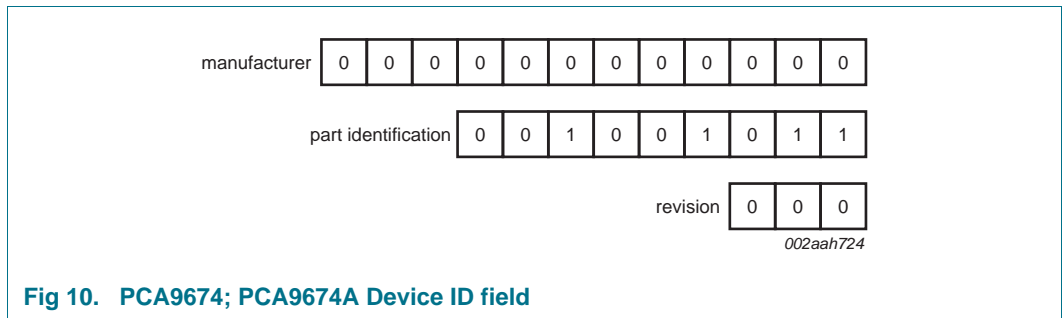 manufacturer 0 0 0 0 0 0 0 0 0 0 0 0
part identification 0 0 1 0 0 1 0 1 1
revision 0 0 0
002aah724
Fig 10. PCA9674; PCA9674A Device ID field